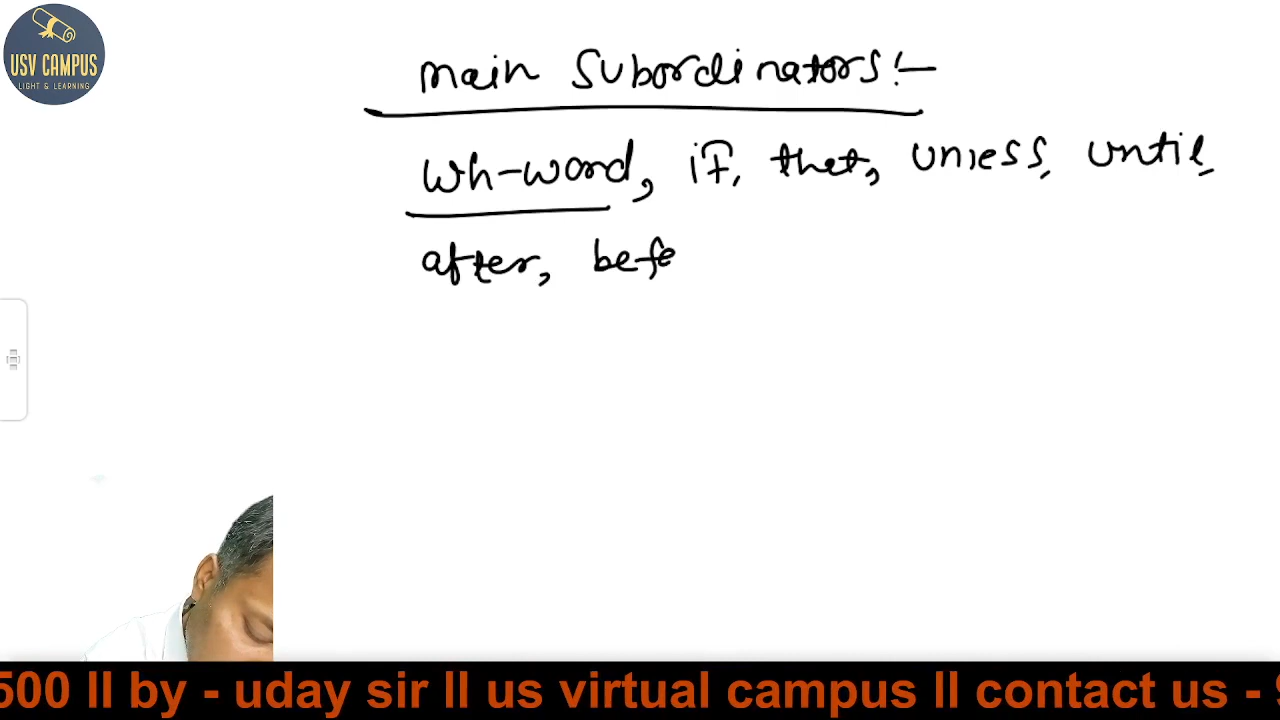 USV CAMPUS
LIGHT & LEARNING
main subordinators:-
wh-word, if, that, unless, until,
after, befo
500 ll by - uday sir ll us virtual campus ll contact us - 9